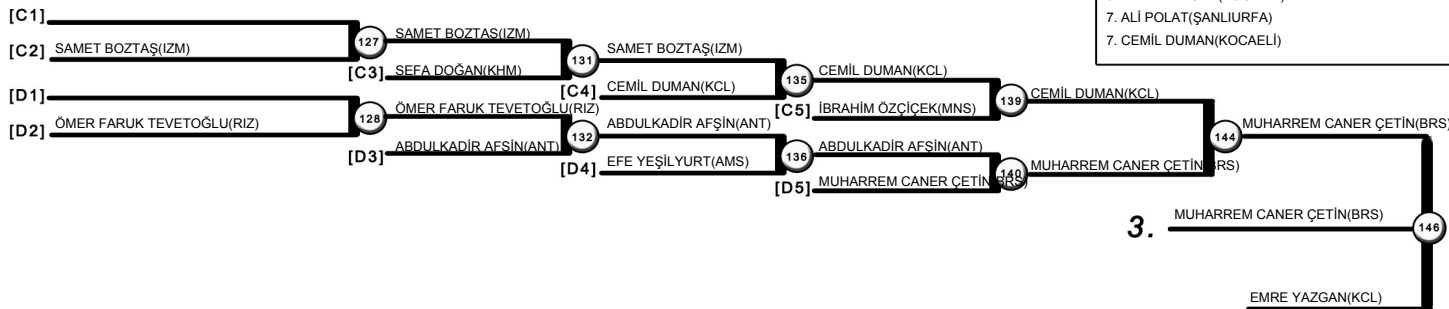 7. ALİ POLAT(ŞANLIURFA)
7. CEMİL DUMAN(KOCAELİ)
[C1]
127
SAMET BOZTAŞ(IZM)
[C2] SAMET BOZTAŞ(IZM)
131
SAMET BOZTAŞ(IZM)
[C3] SEFA DOĞAN(KHM)
135
CEMİL DUMAN(KCL)
[C4] CEMİL DUMAN(KCL)
139
CEMİL DUMAN(KCL)
[C5] İBRAHİM ÖZÇİÇEK(MNS)
[D1]
128
ÖMER FARUK TEVETOĞLU(RIZ)
[D2] ÖMER FARUK TEVETOĞLU(RIZ)
132
ABDULKADİR AFŞİN(ANT)
[D3] ABDULKADİR AFŞİN(ANT)
136
ABDULKADİR AFŞİN(ANT)
[D4] EFE YEŞİLYURT(AMS)
140
MUHARREM CANER ÇETİN(BRS)
[D5] MUHARREM CANER ÇETİN(BRS)
144
MUHARREM CANER ÇETİN(BRS)
3. MUHARREM CANER ÇETİN(BRS)
146
EMRE YAZGAN(KCL)